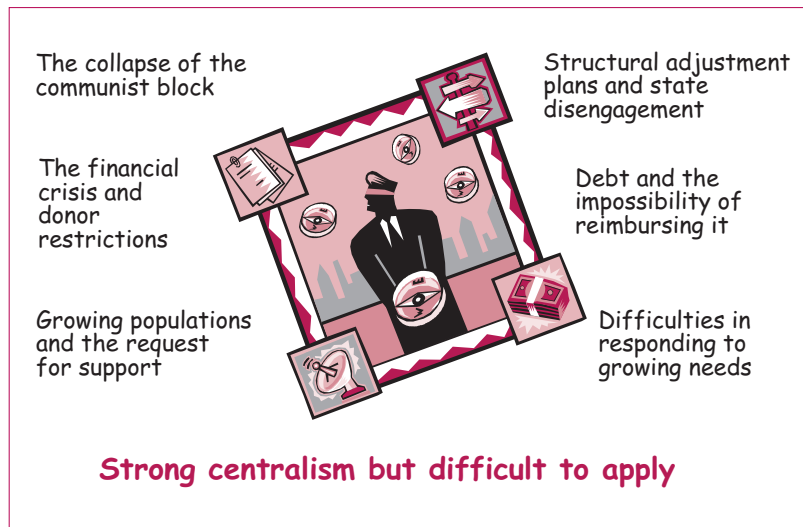 The collapse of the
communist block
The financial
crisis and
donor
restrictions
Growing populations
and the request
for support
Structural adjustment
plans and state
disengagement
Debt and the
impossibility of
reimbursing it
Difficulties in
responding to
growing needs
Strong centralism but difficult to apply